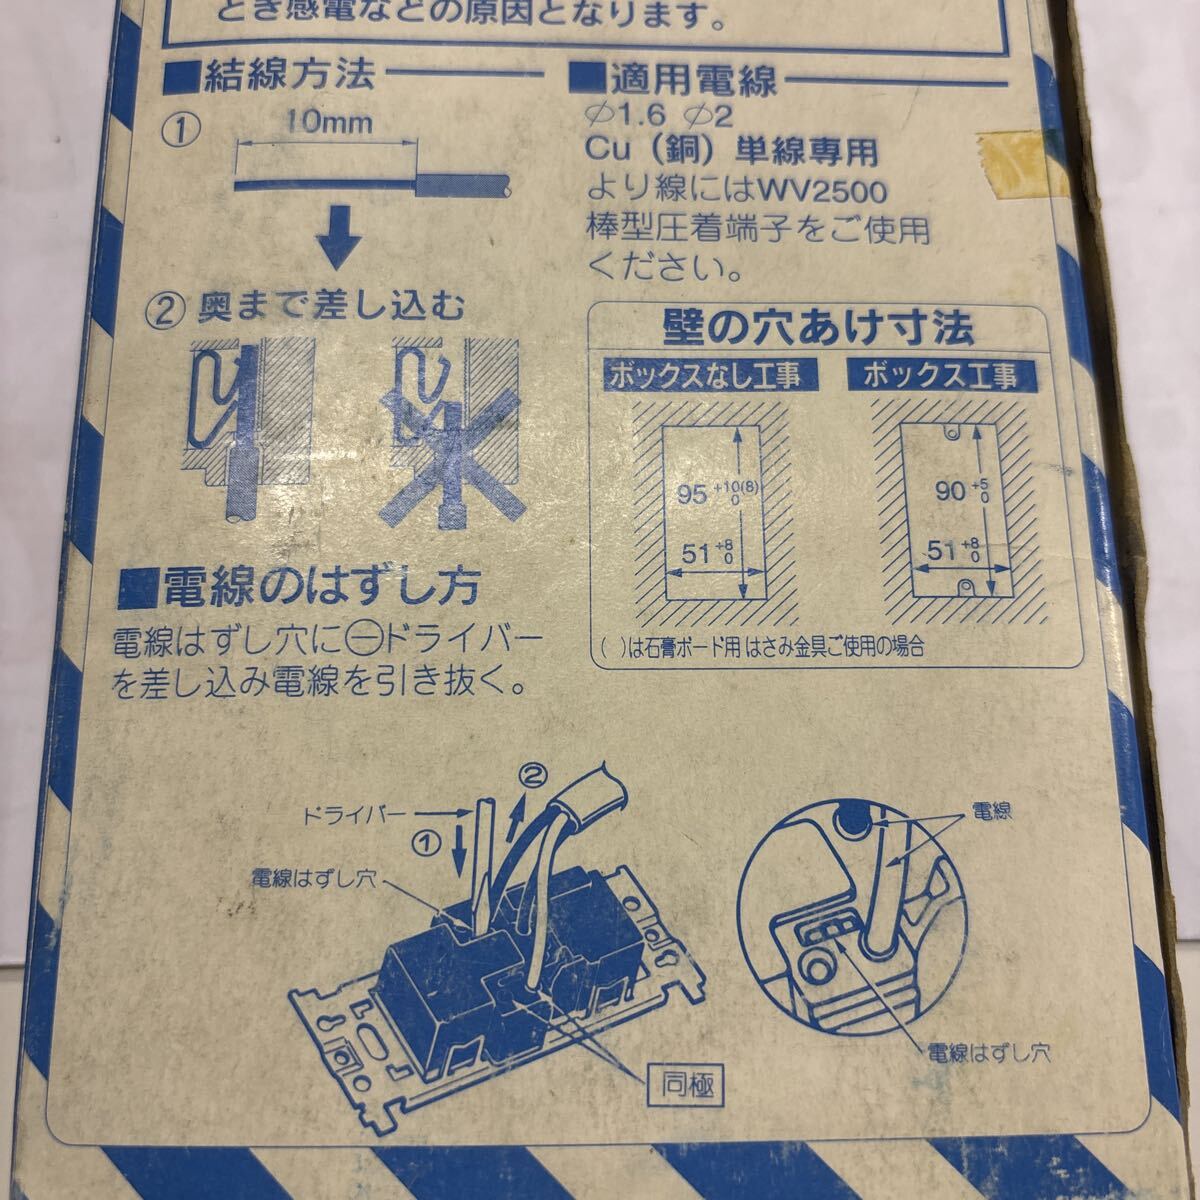 とき感電などの原因となります。
■結線方法
① 10mm
② 奥まで差し込む
■電線のはずし方
電線はずし穴に⊖ドライバー
を差し込み電線を引き抜く。
■適用電線
φ1.6 φ2
Cu（銅）単線専用
より線にはWV2500
棒型圧着端子をご使用
ください。
壁の穴あけ寸法
ボックスなし工事
95 +10(8) 0
51 +8 0
ボックス工事
90 +5 0
51 +8 0
( )は石膏ボード用はさみ金具ご使用の場合
ドライバー
①
②
電線はずし穴
同極
電線
電線はずし穴